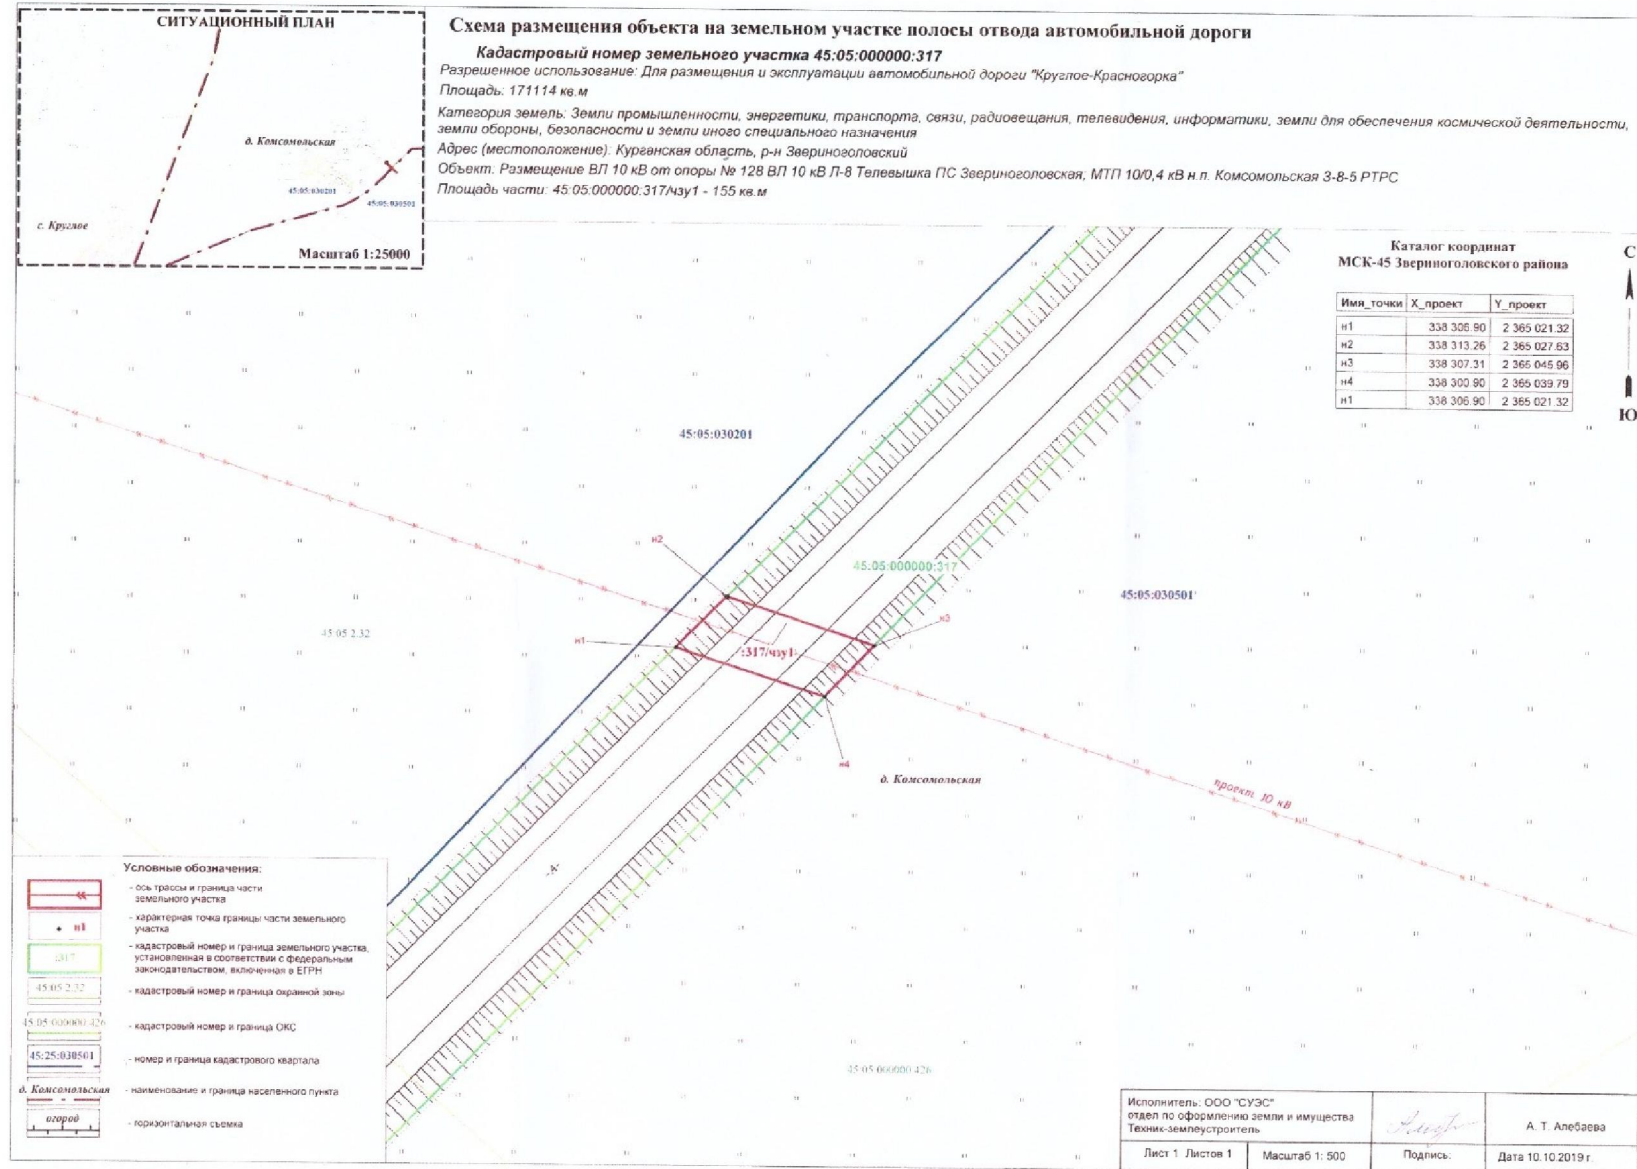 СИТУАЦИОННЫЙ ПЛАН
д. Комсомольская
45:05:030201
45:05:030501
с. Круглое
Масштаб 1:25000
Схема размещения объекта на земельном участке полосы отвода автомобильной дороги
Кадастровый номер земельного участка 45:05:000000:317
Разрешенное использование: Для размещения и эксплуатации автомобильной дороги "Круглое-Красногорка"
Площадь: 171114 кв.м
Категория земель: Земли промышленности, энергетики, транспорта, связи, радиовещания, телевидения, информатики, земли для обеспечения космической деятельности,
земли обороны, безопасности и земли иного специального назначения
Адрес (местоположение): Курганская область, р-н Звериноголовский
Объект: Размещение ВЛ 10 кВ от опоры № 128 ВЛ 10 кВ Л-8 Телевышка ПС Звериноголовская; МТП 10/0,4 кВ н.п. Комсомольская З-8-5 РТРС
Площадь части: 45:05:000000:317/чзу1 - 155 кв.м
Каталог координат
МСК-45 Звериноголовского района
Имя_точки X_проект Y_проект
н1 338 306.90 2 365 021.32
н2 338 313.26 2 365 027.63
н3 338 307.31 2 365 045.96
н4 338 300.90 2 365 039.79
н1 338 306.90 2 365 021.32
С
Ю
45:05:030201
н2
45:05:000000:317
45:05:030501
н3
45:05 2.32
н1
:317/чзу1
н4
д. Комсомольская
проект. 10 кВ
-А-
45:05:000000:426
Условные обозначения:
- ось трассы и граница части
земельного участка
н1
- характерная точка границы части земельного
участка
:317
- кадастровый номер и граница земельного участка,
установленная в соответствии с федеральным
законодательством, включенная в ЕГРН
45:05 2.32
- кадастровый номер и граница охранной зоны
45:05:000000:426
- кадастровый номер и граница ОКС
45:25:030501
- номер и граница кадастрового квартала
д. Комсомольская
- наименование и граница населенного пункта
огород
- горизонтальная съемка
Исполнитель: ООО "СУЭС"
отдел по оформлению земли и имущества
Техник-землеустроитель
А. Т. Алебаева
Лист 1 Листов 1
Масштаб 1: 500
Подпись:
Дата 10.10.2019 г.